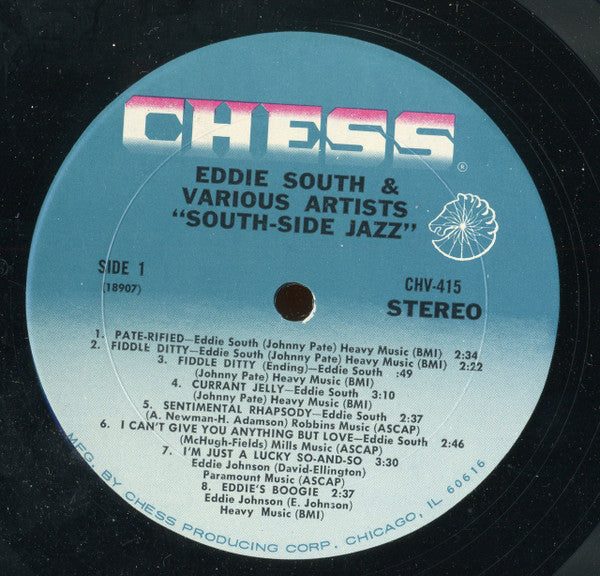 CHESS
®
EDDIE SOUTH &
VARIOUS ARTISTS
"SOUTH-SIDE JAZZ"
SIDE 1
(18907)
CHV-415
STEREO
1. PATE-RIFIED—Eddie South (Johnny Pate) Heavy Music (BMI) 2:34
2. FIDDLE DITTY—Eddie South (Johnny Pate) Heavy Music (BMI) 2:22
3. FIDDLE DITTY (Ending)—Eddie South :49
(Johnny Pate) Heavy Music (BMI)
4. CURRANT JELLY—Eddie South 3:10
(Johnny Pate) Heavy Music (BMI)
5. SENTIMENTAL RHAPSODY—Eddie South 2:37
(A. Newman-H. Adamson) Robbins Music (ASCAP)
6. I CAN'T GIVE YOU ANYTHING BUT LOVE—Eddie South 2:46
(McHugh-Fields) Mills Music (ASCAP)
7. I'M JUST A LUCKY SO-AND-SO 3:30
Eddie Johnson (David-Ellington)
Paramount Music (ASCAP)
8. EDDIE'S BOOGIE 2:37
Eddie Johnson (E. Johnson)
Heavy Music (BMI)
MFG. BY CHESS PRODUCING CORP. CHICAGO, IL 60616